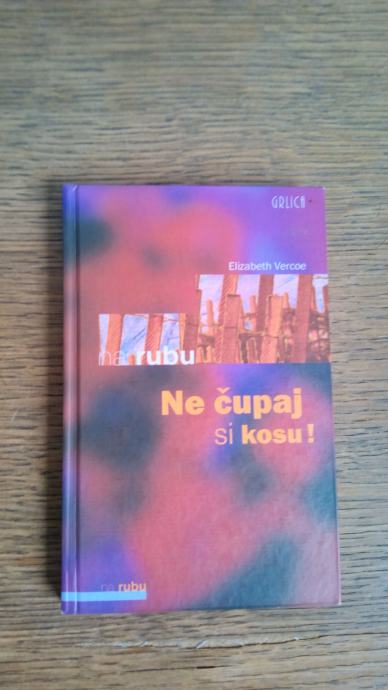 GRLICA
Elizabeth Vercoe
na rubu
Ne čupaj
si kosu!
na rubu